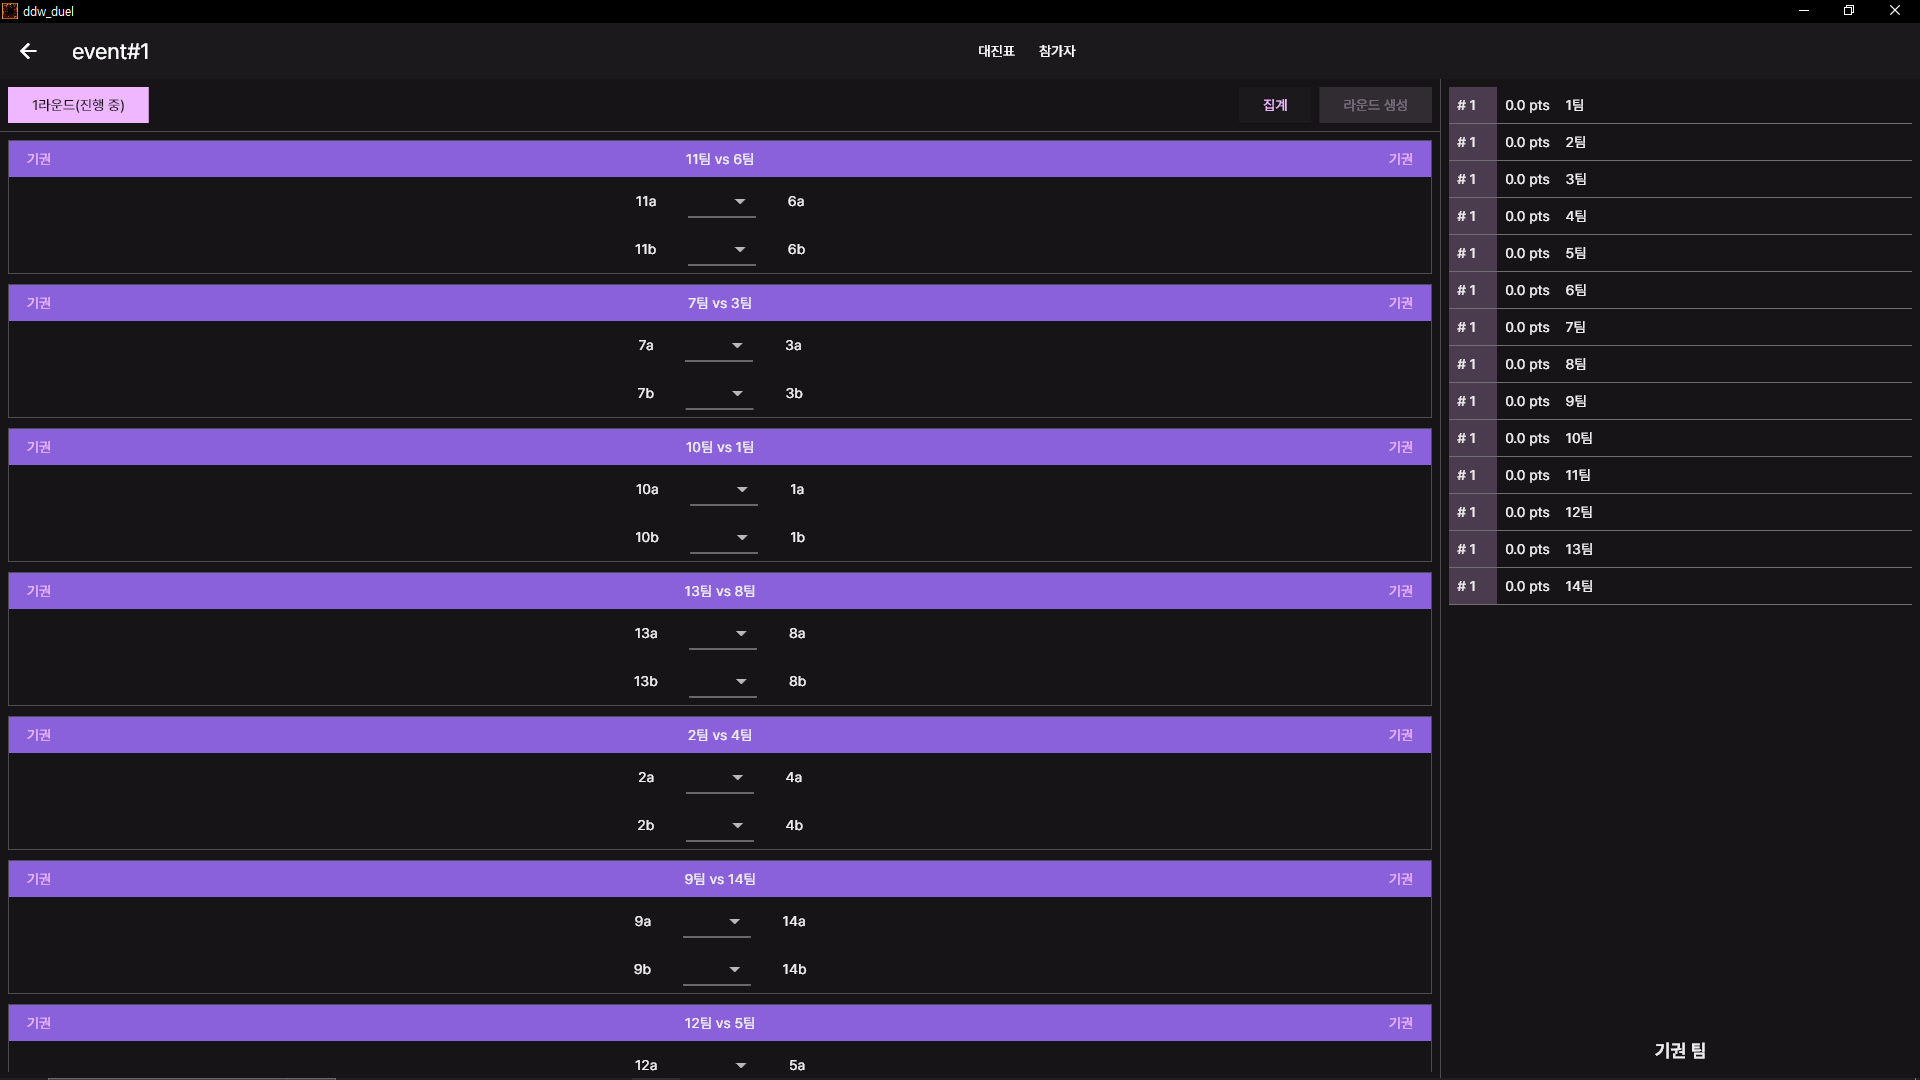 ddw_duel
event#1
대진표 참가자
1라운드(진행 중) 집계 라운드 생성
기권 11팀 vs 6팀 기권
11a 6a
11b 6b
기권 7팀 vs 3팀 기권
7a 3a
7b 3b
기권 10팀 vs 1팀 기권
10a 1a
10b 1b
기권 13팀 vs 8팀 기권
13a 8a
13b 8b
기권 2팀 vs 4팀 기권
2a 4a
2b 4b
기권 9팀 vs 14팀 기권
9a 14a
9b 14b
기권 12팀 vs 5팀 기권
12a 5a
# 1 0.0 pts 1팀
# 1 0.0 pts 2팀
# 1 0.0 pts 3팀
# 1 0.0 pts 4팀
# 1 0.0 pts 5팀
# 1 0.0 pts 6팀
# 1 0.0 pts 7팀
# 1 0.0 pts 8팀
# 1 0.0 pts 9팀
# 1 0.0 pts 10팀
# 1 0.0 pts 11팀
# 1 0.0 pts 12팀
# 1 0.0 pts 13팀
# 1 0.0 pts 14팀
기권 팀